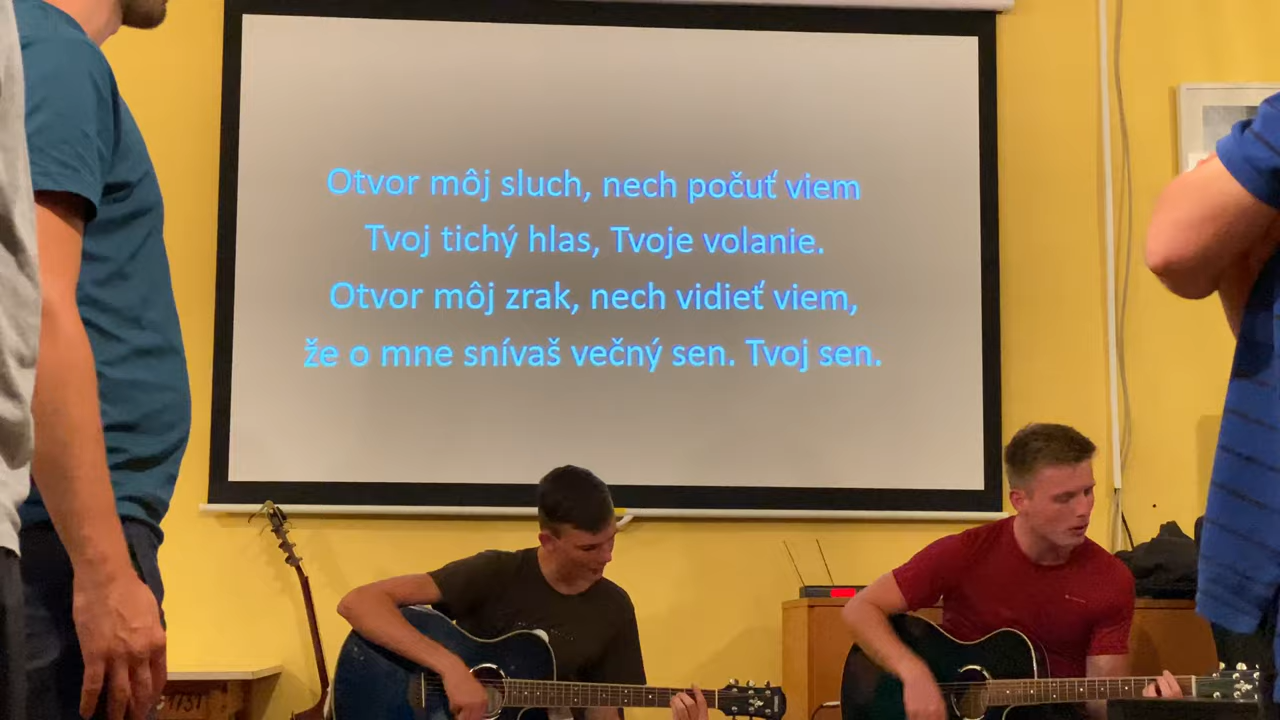 Otvor môj sluch, nech počuť viem
Tvoj tichý hlas, Tvoje volanie.
Otvor môj zrak, nech vidieť viem,
že o mne snívaš večný sen. Tvoj sen.